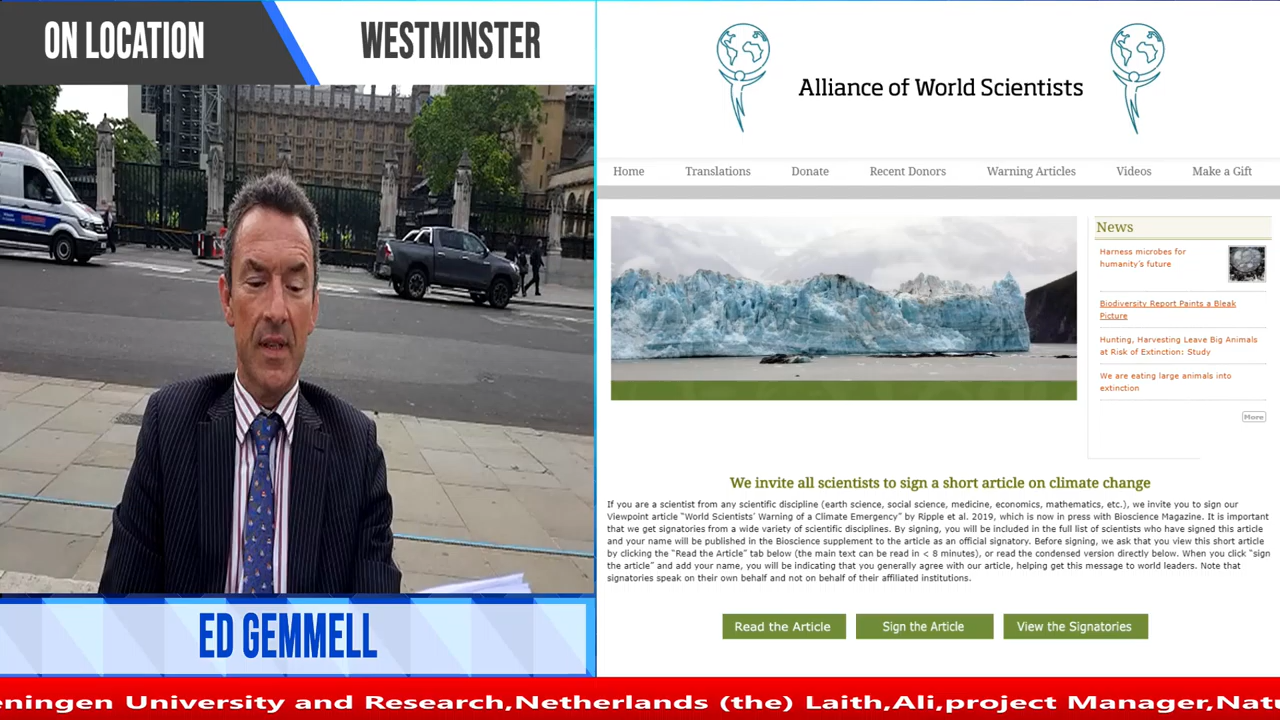 ON LOCATION
WESTMINSTER
ED GEMMELL
Alliance of World Scientists
Home Translations Donate Recent Donors Warning Articles Videos Make a Gift
News
Harness microbes for
humanity's future
Biodiversity Report Paints a Bleak
Picture
Hunting, Harvesting Leave Big Animals
at Risk of Extinction: Study
We are eating large animals into
extinction
More
We invite all scientists to sign a short article on climate change
If you are a scientist from any scientific discipline (earth science, social science, medicine, economics, mathematics, etc.), we invite you to sign our
Viewpoint article "World Scientists' Warning of a Climate Emergency" by Ripple et al. 2019, which is now in press with Bioscience Magazine. It is important
that we get signatories from a wide variety of scientific disciplines. By signing, you will be included in the full list of scientists who have signed this article
and your name will be published in the Bioscience supplement to the article as an official signatory. Before signing, we ask that you view this short article
by clicking the "Read the Article" tab below (the main text can be read in < 8 minutes), or read the condensed version directly below. When you click "sign
the article" and add your name, you will be indicating that you generally agree with our article, helping get this message to world leaders. Note that
signatories speak on their own behalf and not on behalf of their affiliated institutions.
Read the Article Sign the Article View the Signatories
eningen University and Research,Netherlands (the) Laith,Ali,project Manager,Natu